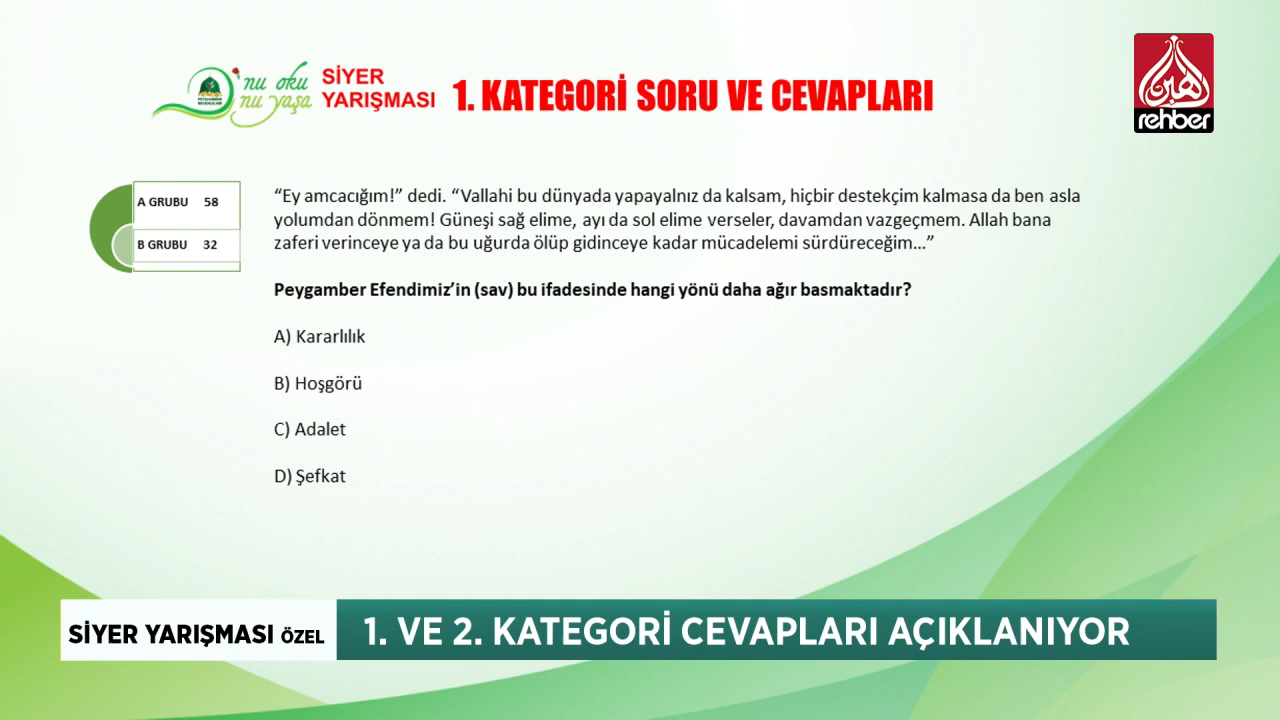 O'nu oku
O'nu yaşa
SİYER
YARIŞMASI
1. KATEGORİ SORU VE CEVAPLARI
رهبر
rehber
A GRUBU 58
B GRUBU 32
“Ey amcacığım!” dedi. “Vallahi bu dünyada yapayalnız da kalsam, hiçbir destekçim kalmasa da ben asla
yolumdan dönmem! Güneşi sağ elime, ayı da sol elime verseler, davamdan vazgeçmem. Allah bana
zaferi verinceye ya da bu uğurda ölüp gidinceye kadar mücadelemi sürdüreceğim…”
Peygamber Efendimiz’in (sav) bu ifadesinde hangi yönü daha ağır basmaktadır?
A) Kararlılık
B) Hoşgörü
C) Adalet
D) Şefkat
SİYER YARIŞMASI ÖZEL
1. VE 2. KATEGORİ CEVAPLARI AÇIKLANIYOR